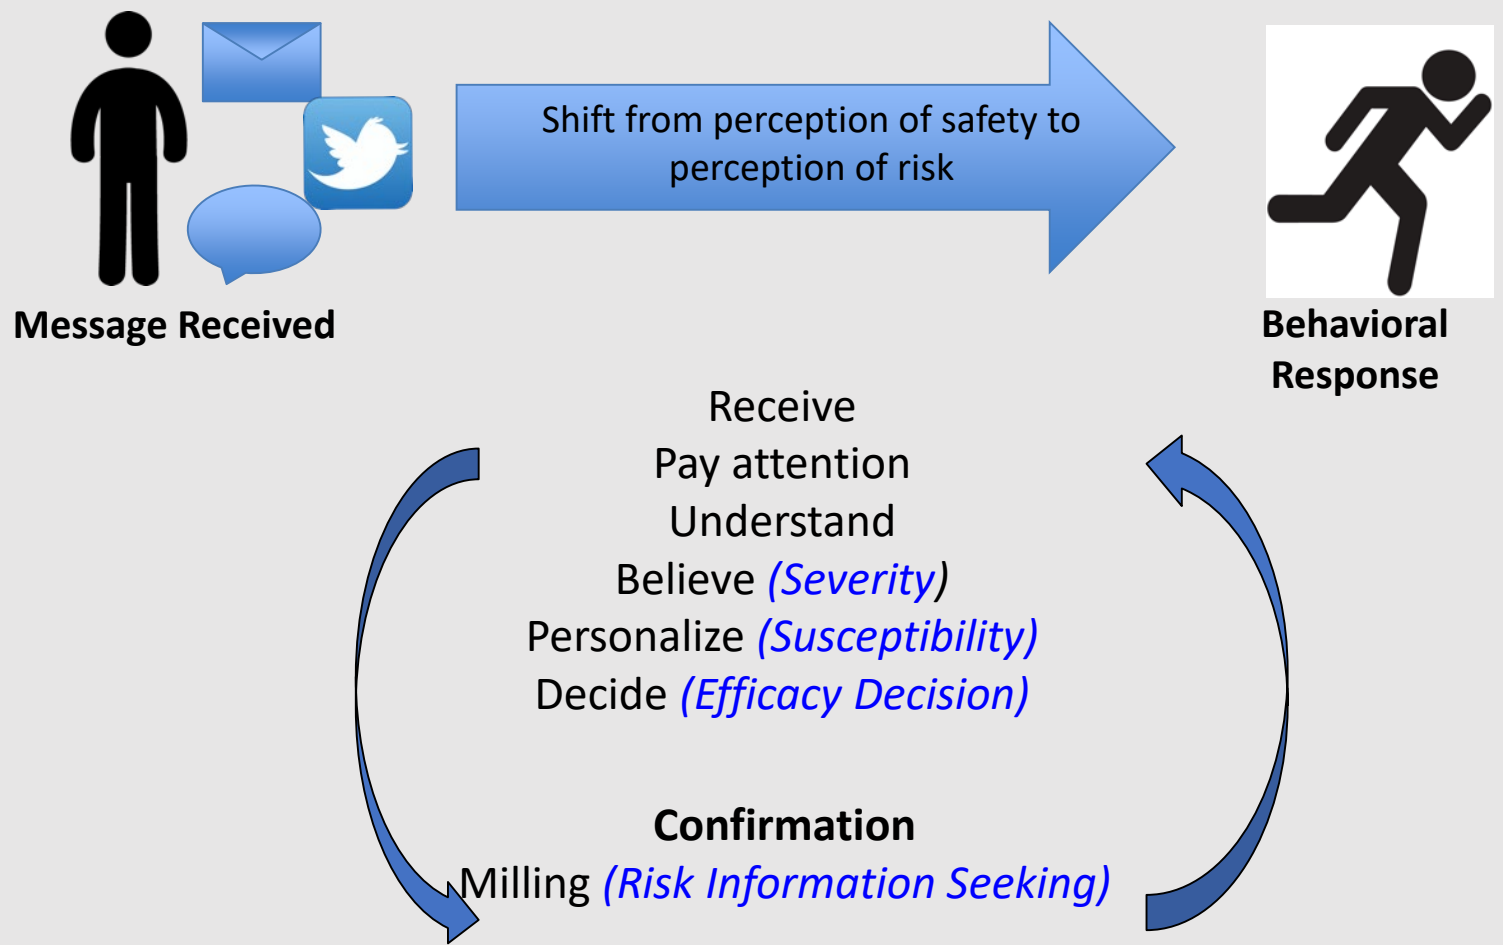 Shift from perception of safety to
perception of risk
Message Received
Behavioral
Response
Receive
Pay attention
Understand
Believe (Severity)
Personalize (Susceptibility)
Decide (Efficacy Decision)
Confirmation
Milling (Risk Information Seeking)